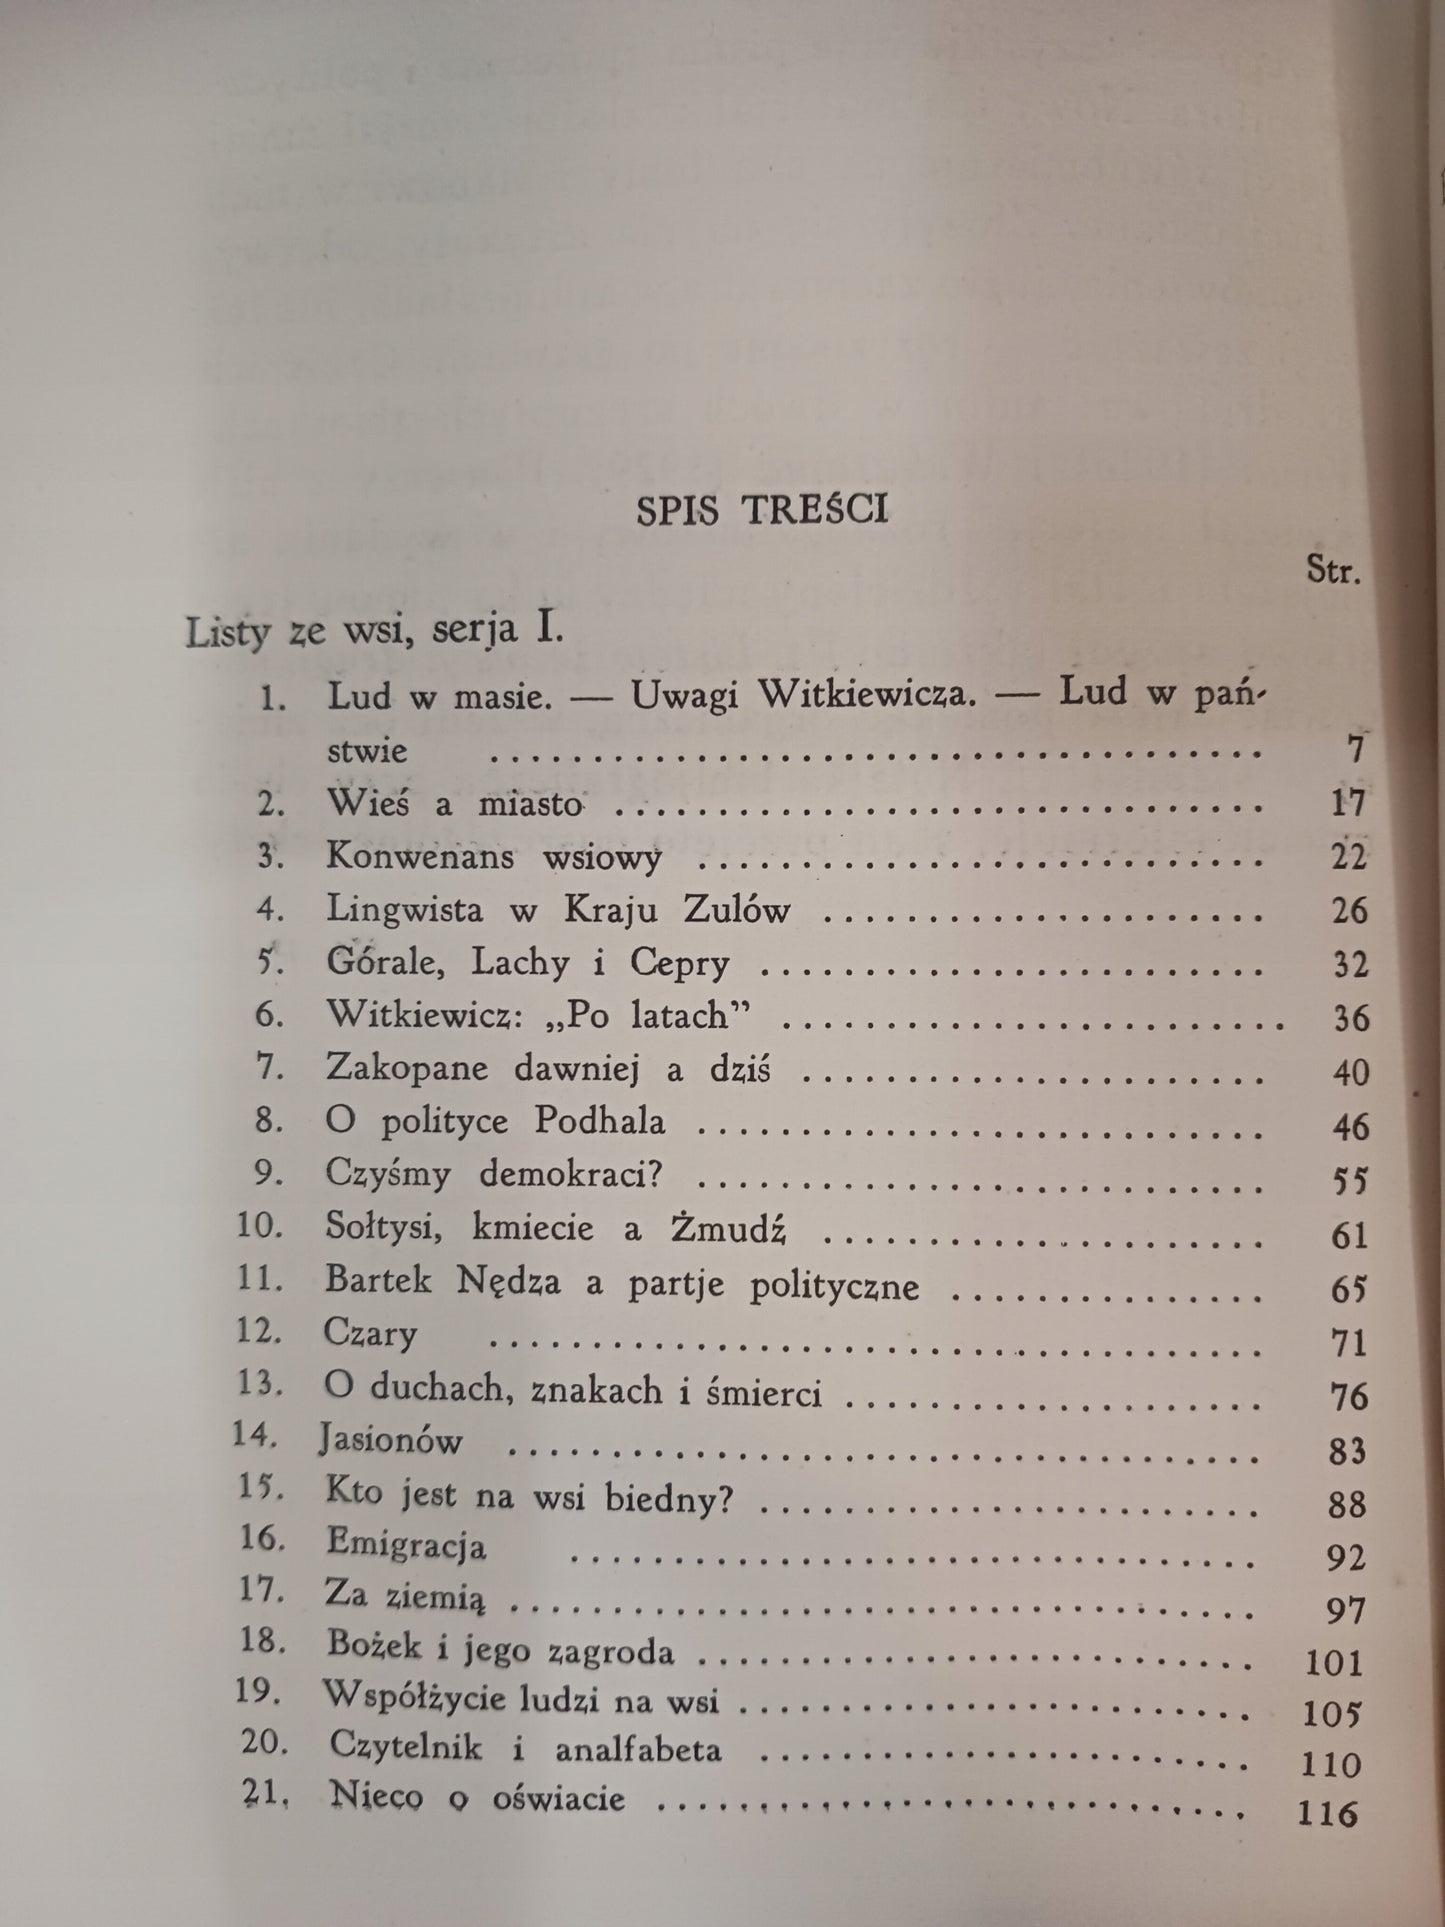 SPIS TREŚCI
Str.
Listy ze wsi, serja I.
1. Lud w masie. — Uwagi Witkiewicza. — Lud w pań-
stwie . . . . . . . . . . . . . . . . . . . . 7
2. Wieś a miasto . . . . . . . . . . . . . . . . . . . . 17
3. Konwenans wsiowy . . . . . . . . . . . . . . . . . . . . 22
4. Lingwista w Kraju Zulów . . . . . . . . . . . . . . . . . . . . 26
5. Górale, Lachy i Cepry . . . . . . . . . . . . . . . . . . . . 32
6. Witkiewicz: „Po latach” . . . . . . . . . . . . . . . . . . . . 36
7. Zakopane dawniej a dziś . . . . . . . . . . . . . . . . . . . . 40
8. O polityce Podhala . . . . . . . . . . . . . . . . . . . . 46
9. Czyśmy demokraci? . . . . . . . . . . . . . . . . . . . . 55
10. Sołtysi, kmiecie a Żmudź . . . . . . . . . . . . . . . . . . . . 61
11. Bartek Nędza a partje polityczne . . . . . . . . . . . . . . . 65
12. Czary . . . . . . . . . . . . . . . . . . . . 71
13. O duchach, znakach i śmierci . . . . . . . . . . . . . . . . . . . . 76
14. Jasionów . . . . . . . . . . . . . . . . . . . . 83
15. Kto jest na wsi biedny? . . . . . . . . . . . . . . . . . . . . 88
16. Emigracja . . . . . . . . . . . . . . . . . . . . 92
17. Za ziemią . . . . . . . . . . . . . . . . . . . . 97
18. Bożek i jego zagroda . . . . . . . . . . . . . . . . . . . . 101
19. Współżycie ludzi na wsi . . . . . . . . . . . . . . . . . . . . 105
20. Czytelnik i analfabeta . . . . . . . . . . . . . . . . . . . . 110
21. Nieco o oświacie . . . . . . . . . . . . . . . . . . . . 116